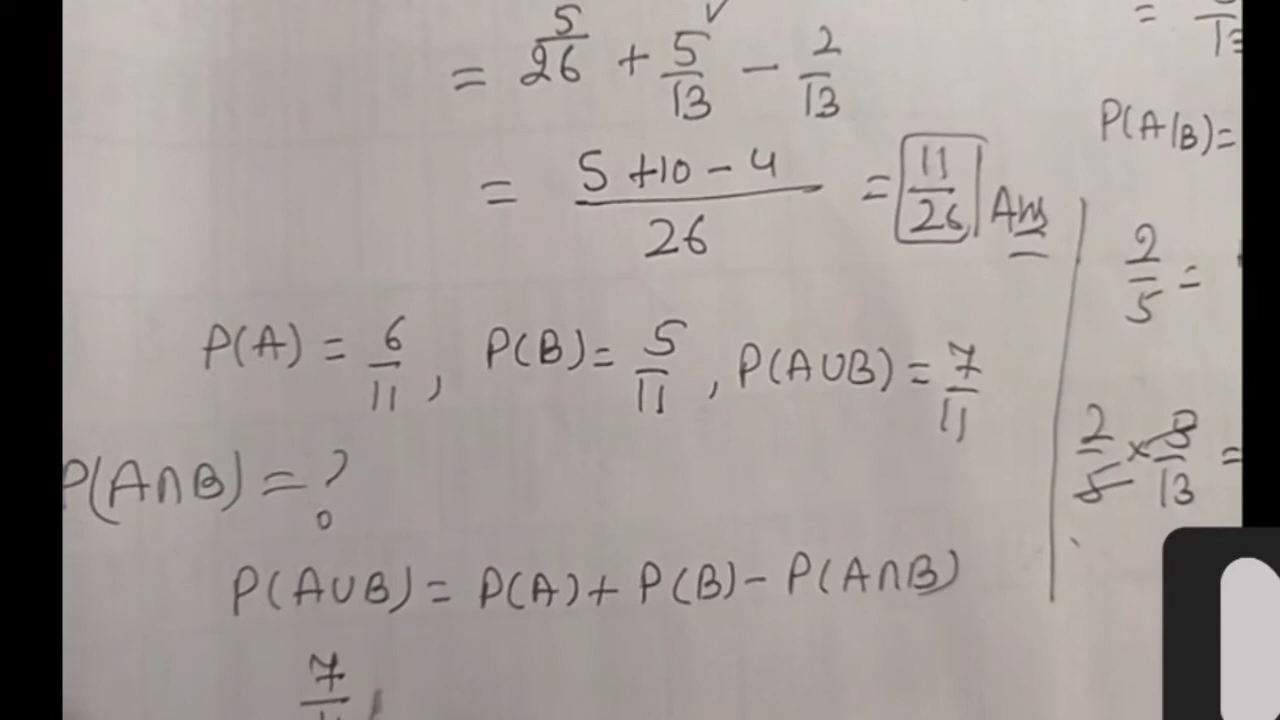 = 5/26 + 5/13 - 2/13
= (5 + 10 - 4)/26 = 11/26 Ans
P(A) = 6/11, P(B) = 5/11, P(A∪B) = 7/11
P(A∩B) = ?
P(A∪B) = P(A) + P(B) - P(A∩B)
7
P(A|B) =
2/5 =
2/5 × 8/13 =